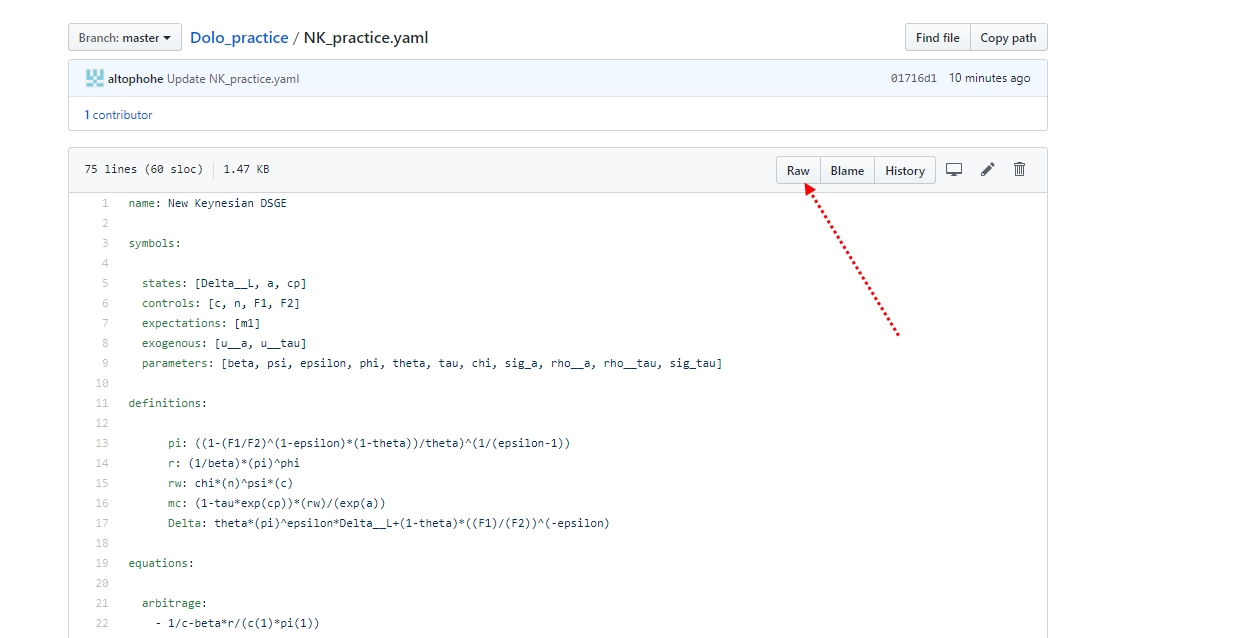 Branch: master Dolo_practice / NK_practice.yaml Find file Copy path
altophohe Update NK_practice.yaml 01716d1 10 minutes ago
1 contributor
75 lines (60 sloc) 1.47 KB Raw Blame History
1 name: New Keynesian DSGE
2
3 symbols:
4
5 states: [Delta__L, a, cp]
6 controls: [c, n, F1, F2]
7 expectations: [m1]
8 exogenous: [u__a, u__tau]
9 parameters: [beta, psi, epsilon, phi, theta, tau, chi, sig_a, rho__a, rho__tau, sig_tau]
10
11 definitions:
12
13 pi: ((1-(F1/F2)^(1-epsilon)*(1-theta))/theta)^(1/(epsilon-1))
14 r: (1/beta)*(pi)^phi
15 rw: chi*(n)^psi*(c)
16 mc: (1-tau*exp(cp))*(rw)/(exp(a))
17 Delta: theta*(pi)^epsilon*Delta__L+(1-theta)*((F1)/(F2))^(-epsilon)
18
19 equations:
20
21 arbitrage:
22 - 1/c-beta*r/(c(1)*pi(1))